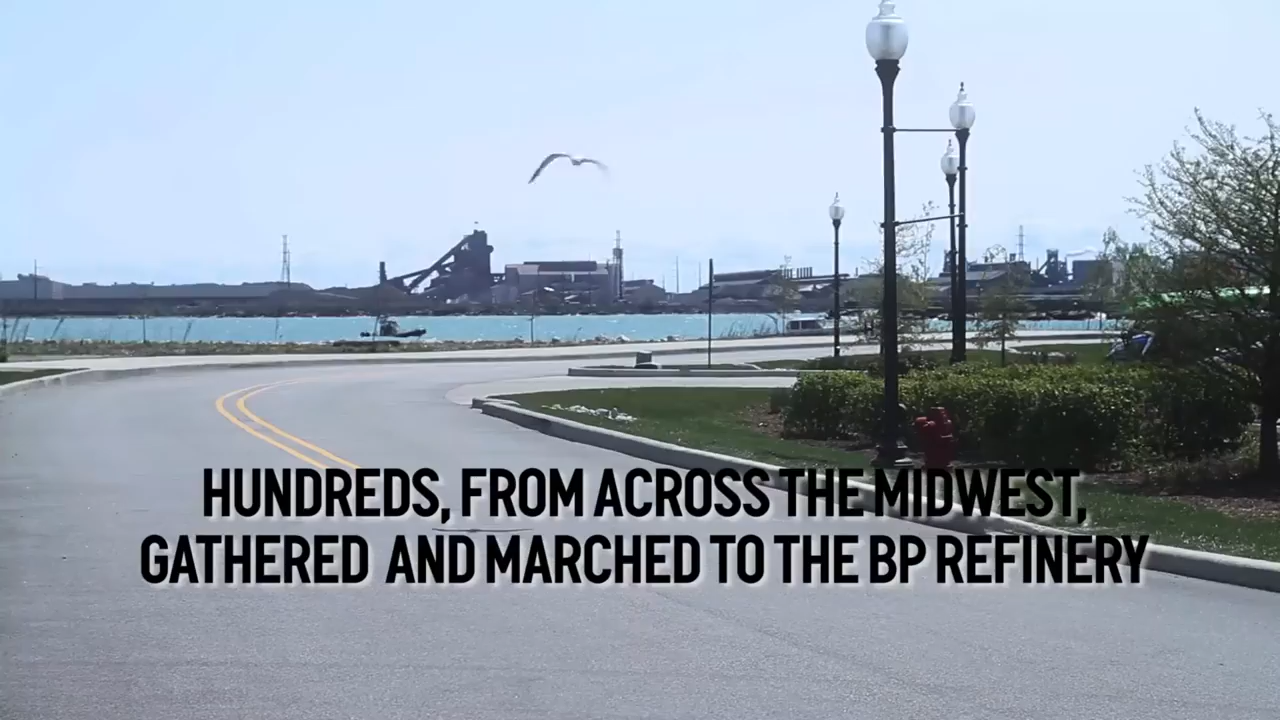 HUNDREDS, FROM ACROSS THE MIDWEST,
GATHERED AND MARCHED TO THE BP REFINERY